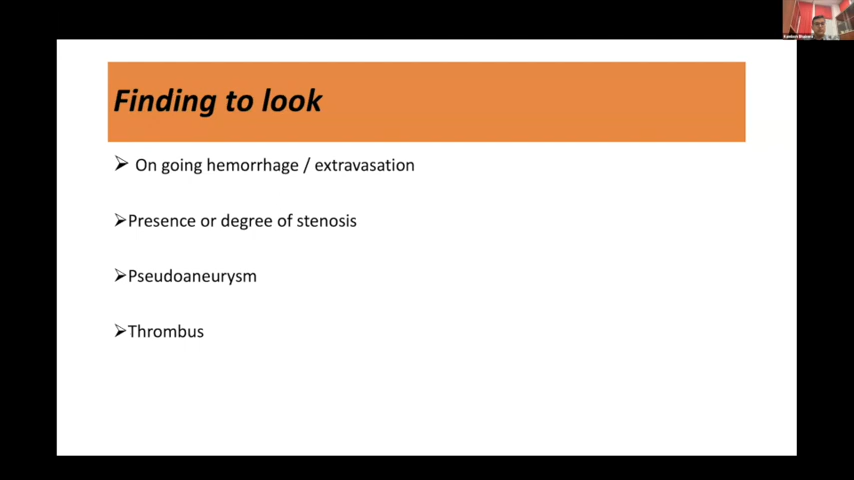 Finding to look
➢ On going hemorrhage / extravasation
➢Presence or degree of stenosis
➢Pseudoaneurysm
➢Thrombus